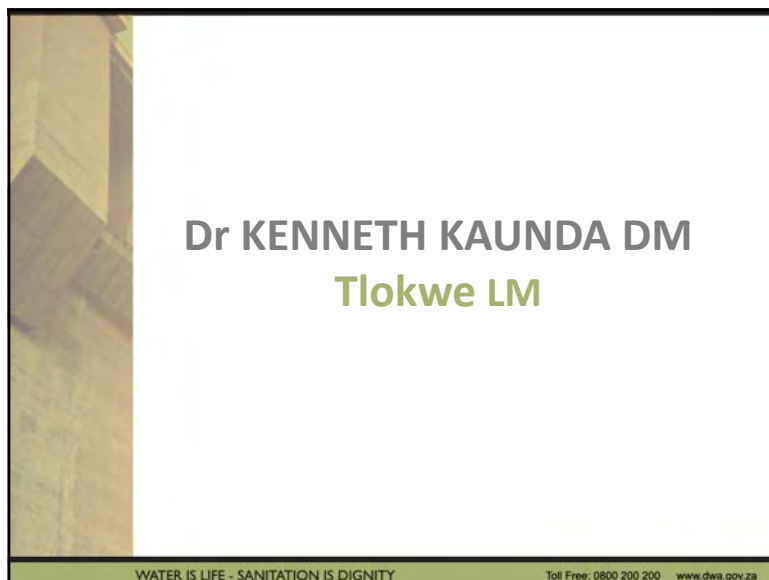 Dr KENNETH KAUNDA DM
Tlokwe LM
WATER IS LIFE - SANITATION IS DIGNITY
Toll Free: 0800 200 200 www.dwa.gov.za